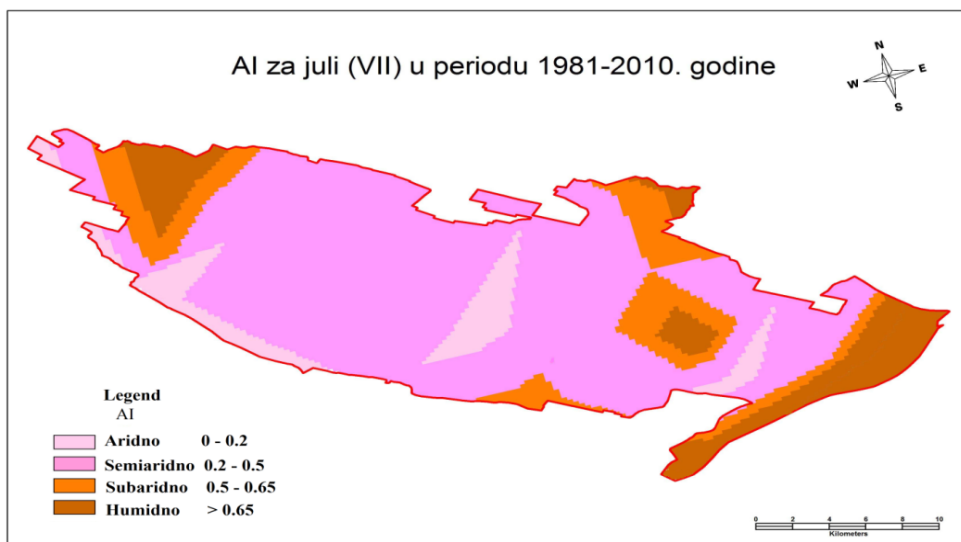 AI za juli (VII) u periodu 1981-2010. godine
N
W E
S
Legend
AI
Aridno 0 - 0.2
Semiaridno 0.2 - 0.5
Subaridno 0.5 - 0.65
Humidno > 0.65
0 2 4 6 8 10
Kilometers